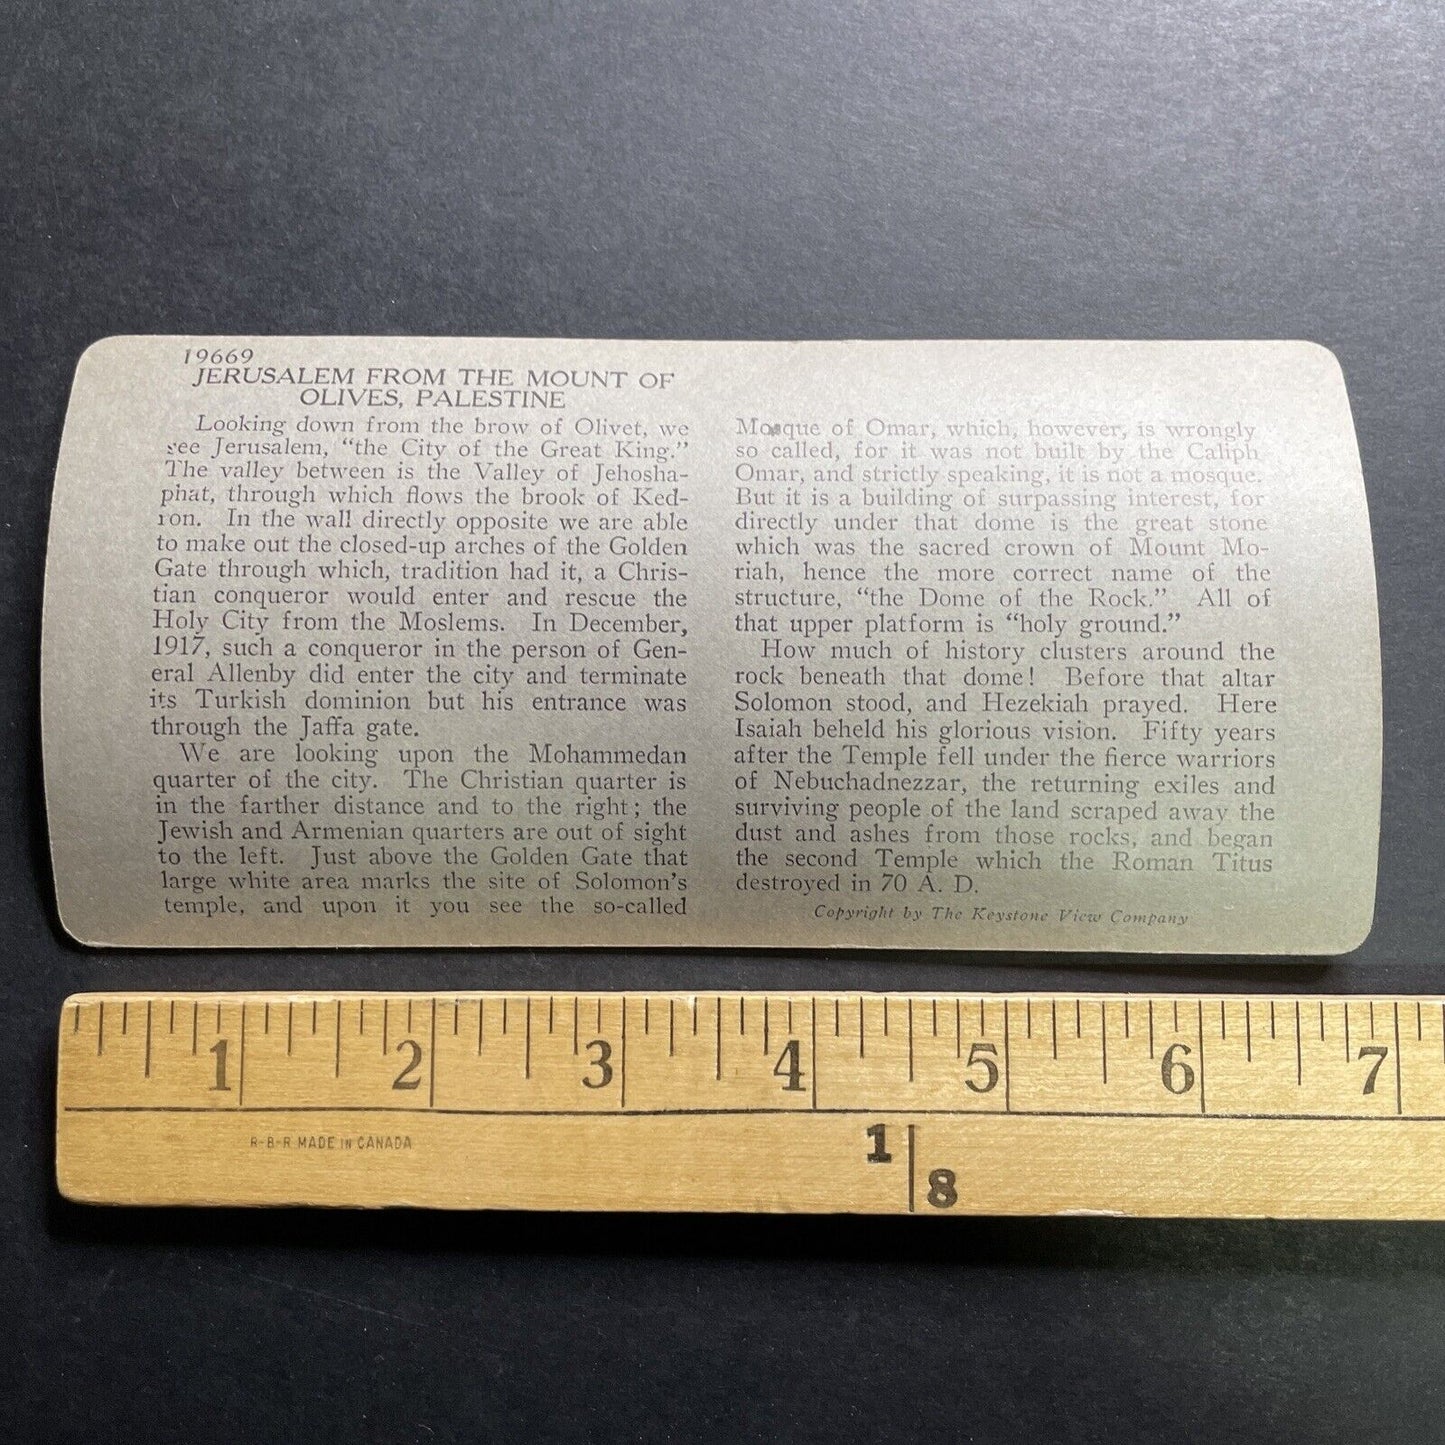 19669
JERUSALEM FROM THE MOUNT OF
OLIVES, PALESTINE
Looking down from the brow of Olivet, we
see Jerusalem, "the City of the Great King."
The valley between is the Valley of Jehosha-
phat, through which flows the brook of Ked-
ron. In the wall directly opposite we are able
to make out the closed-up arches of the Golden
Gate through which, tradition had it, a Chris-
tian conqueror would enter and rescue the
Holy City from the Moslems. In December,
1917, such a conqueror in the person of Gen-
eral Allenby did enter the city and terminate
its Turkish dominion but his entrance was
through the Jaffa gate.
We are looking upon the Mohammedan
quarter of the city. The Christian quarter is
in the farther distance and to the right; the
Jewish and Armenian quarters are out of sight
to the left. Just above the Golden Gate that
large white area marks the site of Solomon's
temple, and upon it you see the so-called
Mosque of Omar, which, however, is wrongly
so called, for it was not built by the Caliph
Omar, and strictly speaking, it is not a mosque.
But it is a building of surpassing interest, for
directly under that dome is the great stone
which was the sacred crown of Mount Mo-
riah, hence the more correct name of the
structure, "the Dome of the Rock." All of
that upper platform is "holy ground."
How much of history clusters around the
rock beneath that dome! Before that altar
Solomon stood, and Hezekiah prayed. Here
Isaiah beheld his glorious vision. Fifty years
after the Temple fell under the fierce warriors
of Nebuchadnezzar, the returning exiles and
surviving people of the land scraped away the
dust and ashes from those rocks, and began
the second Temple which the Roman Titus
destroyed in 70 A. D.
Copyright by The Keystone View Company
1 2 3 4 5 6 7
R-B-R MADE IN CANADA
1
8